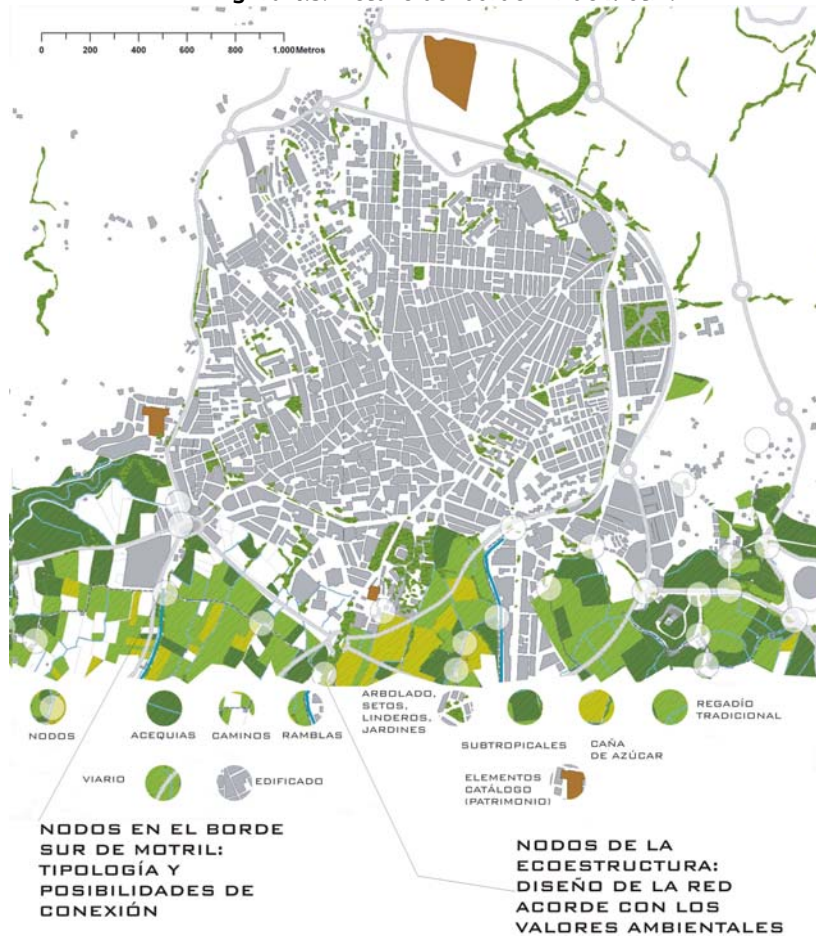 0 200 400 600 800 1.000 Metros
NODOS
ACEQUIAS
CAMINOS
RAMBLAS
ARBOLADO,
SETOS,
LINDEROS,
JARDINES
SUBTROPICALES
CAÑA
DE AZÚCAR
REGADÍO
TRADICIONAL
VIARIO
EDIFICADO
ELEMENTOS
CATÁLOGO
(PATRIMONIO)
NODOS EN EL BORDE
SUR DE MOTRIL:
TIPOLOGÍA Y
POSIBILIDADES DE
CONEXIÓN
NODOS DE LA
ECOESTRUCTURA:
DISEÑO DE LA RED
ACORDE CON LOS
VALORES AMBIENTALES